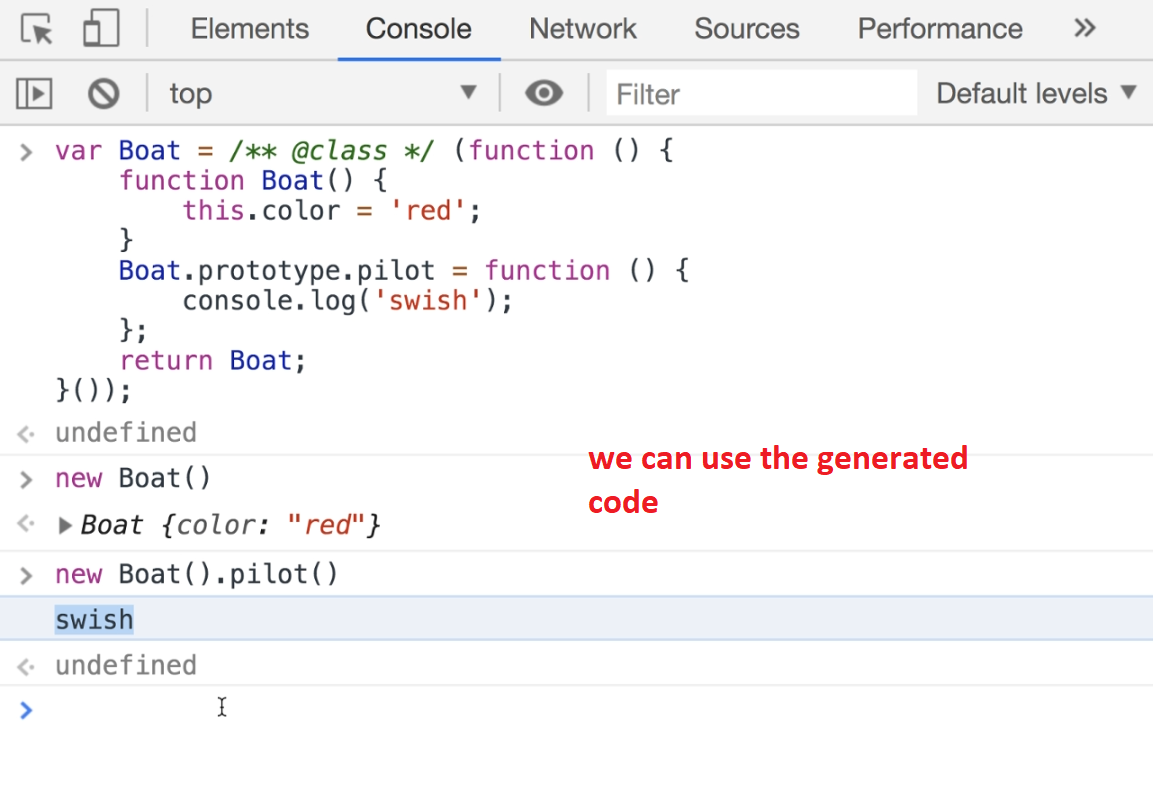 Elements Console Network Sources Performance »
top ▼ Filter Default levels ▼
> var Boat = /** @class */ (function () {
function Boat() {
this.color = 'red';
}
Boat.prototype.pilot = function () {
console.log('swish');
};
return Boat;
}());
undefined
> new Boat()
▶ Boat {color: "red"}
we can use the generated
code
> new Boat().pilot()
swish
undefined
>